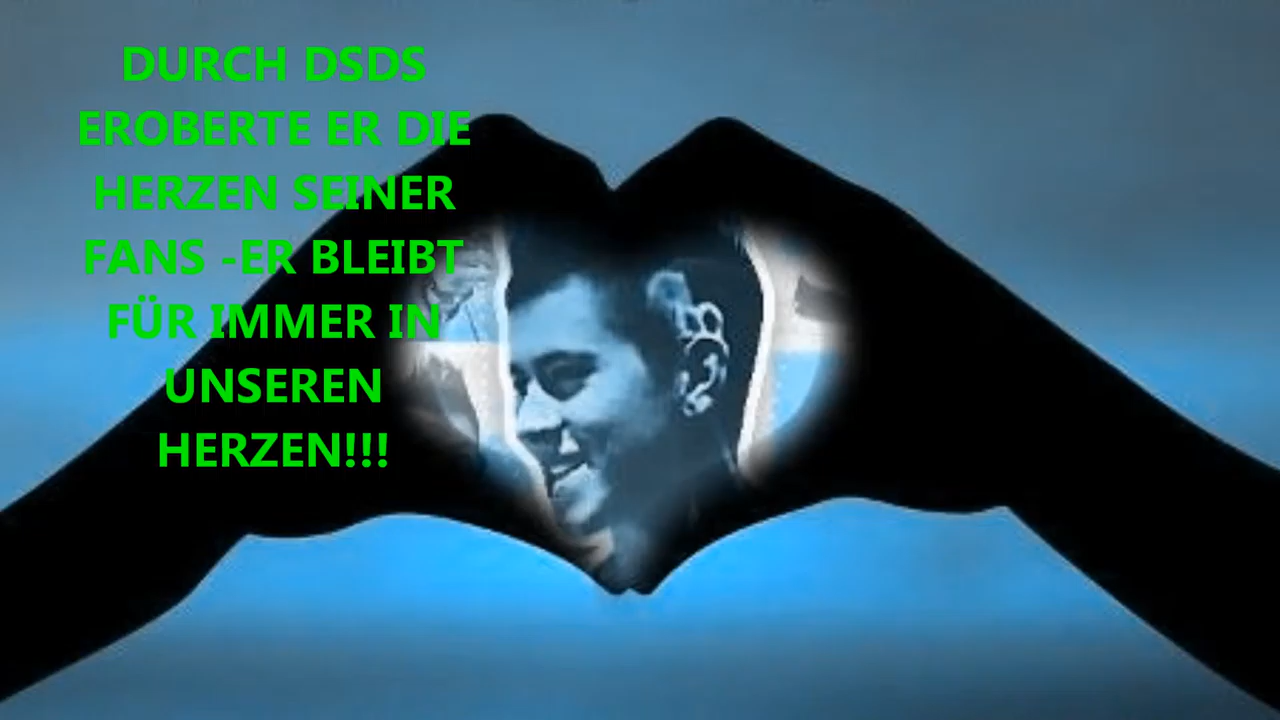 DURCH DSDS
EROBERTE ER DIE
HERZEN SEINER
FANS -ER BLEIBT
FÜR IMMER IN
UNSEREN
HERZEN!!!